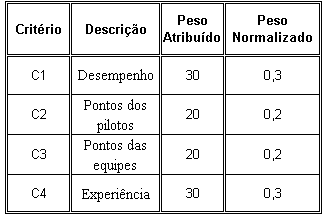 Critério Descrição Peso Atribuído Peso Normalizado
C1 Desempenho 30 0,3
C2 Pontos dos pilotos 20 0,2
C3 Pontos das equipes 20 0,2
C4 Experiência 30 0,3